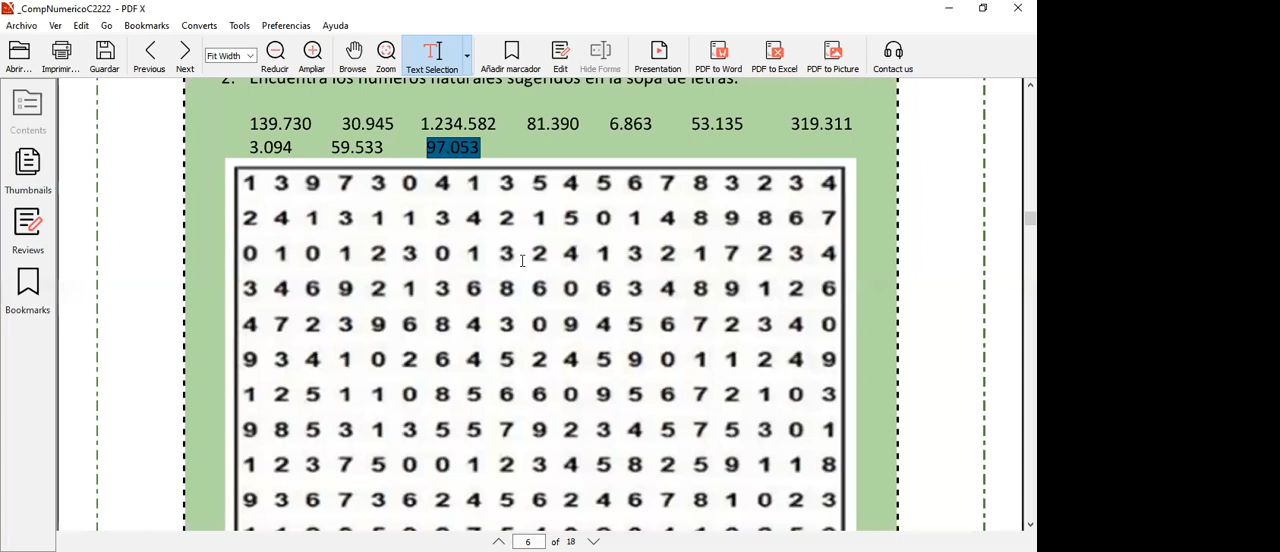 _CompNumericoC2222 - PDF X
Archivo Ver Edit Go Bookmarks Converts Tools Preferencias Ayuda
Abrir... Imprimir... Guardar Previous Next Fit Width Reducir Ampliar Browse Zoom Text Selection Añadir marcador Edit Hide Forms Presentation PDF to Word PDF to Excel PDF to Picture Contact us
Contents
Thumbnails
Reviews
Bookmarks
2. Encuentra los números naturales sugeridos en la sopa de letras.
139.730 30.945 1.234.582 81.390 6.863 53.135 319.311
3.094 59.533 97.053
1 3 9 7 3 0 4 1 3 5 4 5 6 7 8 3 2 3 4
2 4 1 3 1 1 3 4 2 1 5 0 1 4 8 9 8 6 7
0 1 0 1 2 3 0 1 3 2 4 1 3 2 1 7 2 3 4
3 4 6 9 2 1 3 6 8 6 0 6 3 4 8 9 1 2 6
4 7 2 3 9 6 8 4 3 0 9 4 5 6 7 2 3 4 0
9 3 4 1 0 2 6 4 5 2 4 5 9 0 1 1 2 4 9
1 2 5 1 1 0 8 5 6 6 0 9 5 6 7 2 1 0 3
9 8 5 3 1 3 5 5 7 9 2 3 4 5 7 5 3 0 1
1 2 3 7 5 0 0 1 2 3 4 5 8 2 5 9 1 1 8
9 3 6 7 3 6 2 4 5 6 2 4 6 7 8 1 0 2 3
6 of 18